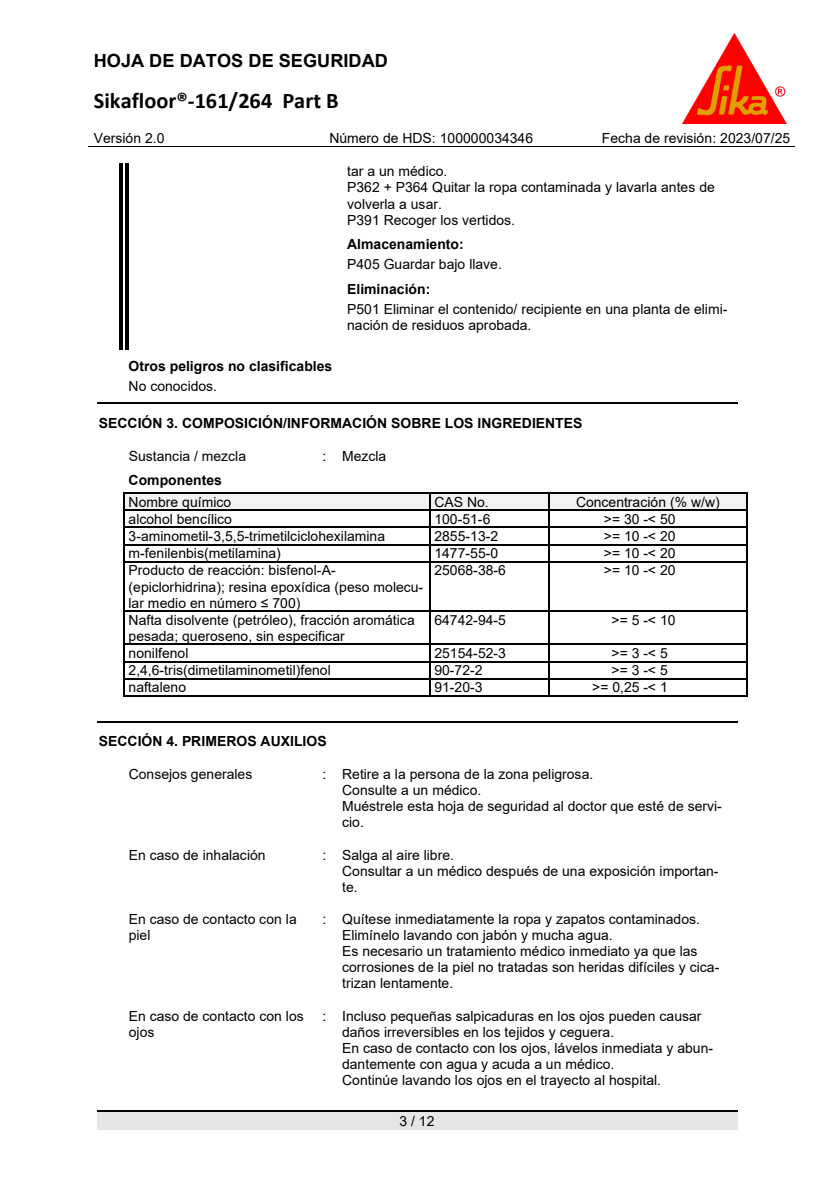 HOJA DE DATOS DE SEGURIDAD
Sikafloor®-161/264 Part B
Sika ®
Versión 2.0 Número de HDS: 100000034346 Fecha de revisión: 2023/07/25
tar a un médico.
P362 + P364 Quitar la ropa contaminada y lavarla antes de
volverla a usar.
P391 Recoger los vertidos.
Almacenamiento:
P405 Guardar bajo llave.
Eliminación:
P501 Eliminar el contenido/ recipiente en una planta de elimi-
nación de residuos aprobada.
Otros peligros no clasificables
No conocidos.
SECCIÓN 3. COMPOSICIÓN/INFORMACIÓN SOBRE LOS INGREDIENTES
Sustancia / mezcla : Mezcla
Componentes
Nombre químico CAS No. Concentración (% w/w)
alcohol bencílico 100-51-6 >= 30 -< 50
3-aminometil-3,5,5-trimetilciclohexilamina 2855-13-2 >= 10 -< 20
m-fenilenbis(metilamina) 1477-55-0 >= 10 -< 20
Producto de reacción: bisfenol-A- 25068-38-6 >= 10 -< 20
(epiclorhidrina); resina epoxídica (peso molecu-
lar medio en número ≤ 700)
Nafta disolvente (petróleo), fracción aromática 64742-94-5 >= 5 -< 10
pesada; queroseno, sin especificar
nonilfenol 25154-52-3 >= 3 -< 5
2,4,6-tris(dimetilaminometil)fenol 90-72-2 >= 3 -< 5
naftaleno 91-20-3 >= 0,25 -< 1
SECCIÓN 4. PRIMEROS AUXILIOS
Consejos generales : Retire a la persona de la zona peligrosa.
Consulte a un médico.
Muéstrele esta hoja de seguridad al doctor que esté de servi-
cio.
En caso de inhalación : Salga al aire libre.
Consultar a un médico después de una exposición importan-
te.
En caso de contacto con la : Quítese inmediatamente la ropa y zapatos contaminados.
piel Elimínelo lavando con jabón y mucha agua.
Es necesario un tratamiento médico inmediato ya que las
corrosiones de la piel no tratadas son heridas difíciles y cica-
trizan lentamente.
En caso de contacto con los : Incluso pequeñas salpicaduras en los ojos pueden causar
ojos daños irreversibles en los tejidos y ceguera.
En caso de contacto con los ojos, lávelos inmediata y abun-
dantemente con agua y acuda a un médico.
Continúe lavando los ojos en el trayecto al hospital.
3 / 12